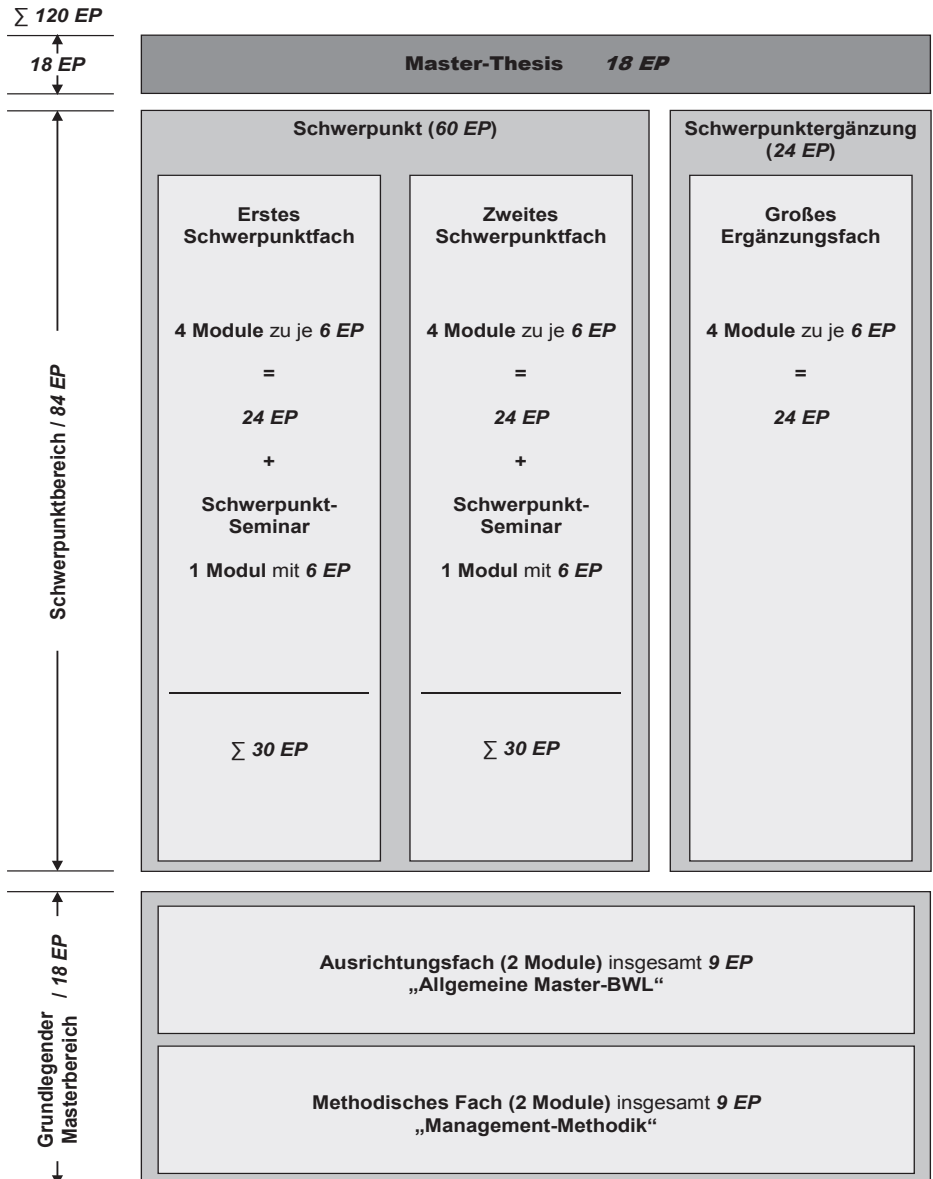 ∑ 120 EP
18 EP
Master-Thesis 18 EP
Schwerpunktbereich / 84 EP
Schwerpunkt (60 EP)
Erstes
Schwerpunktfach
4 Module zu je 6 EP
=
24 EP
+
Schwerpunkt-
Seminar
1 Modul mit 6 EP
∑ 30 EP
Zweites
Schwerpunktfach
4 Module zu je 6 EP
=
24 EP
+
Schwerpunkt-
Seminar
1 Modul mit 6 EP
∑ 30 EP
Schwerpunktergänzung
(24 EP)
Großes
Ergänzungsfach
4 Module zu je 6 EP
=
24 EP
Grundlegender / 18 EP
Masterbereich
Ausrichtungsfach (2 Module) insgesamt 9 EP
„Allgemeine Master-BWL“
Methodisches Fach (2 Module) insgesamt 9 EP
„Management-Methodik“